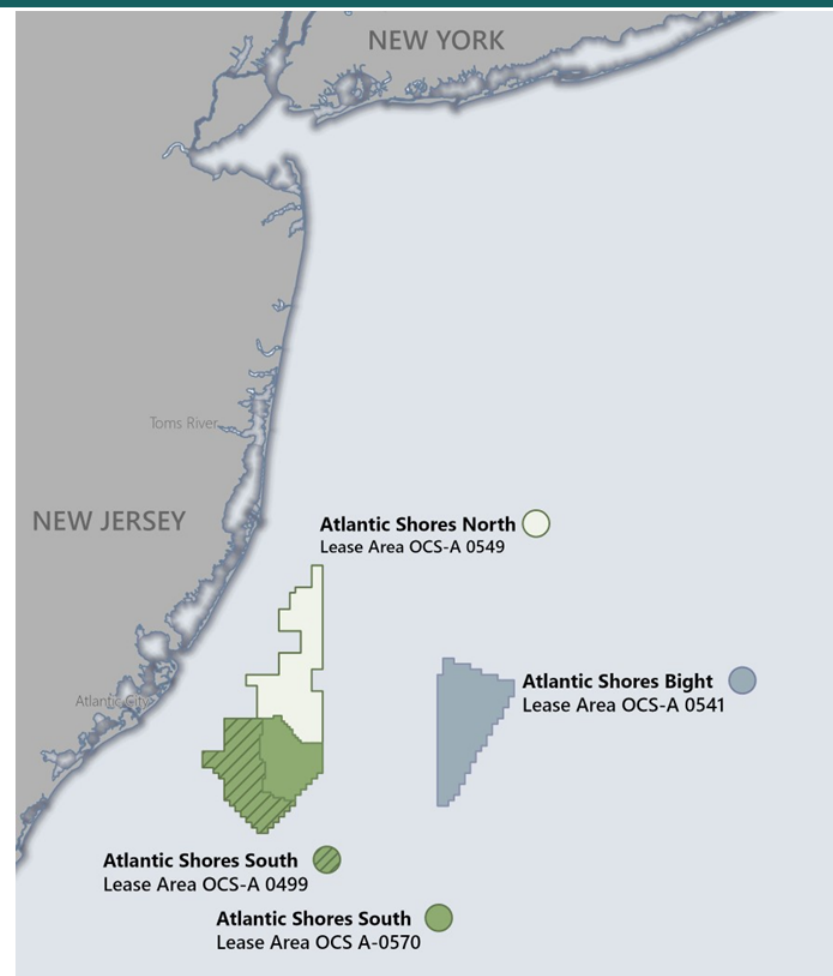 NEW YORK
Toms River
NEW JERSEY
Atlantic Shores North
Lease Area OCS-A 0549
Atlantic Shores Bight
Lease Area OCS-A 0541
Atlantic City
Atlantic Shores South
Lease Area OCS-A 0499
Atlantic Shores South
Lease Area OCS A-0570